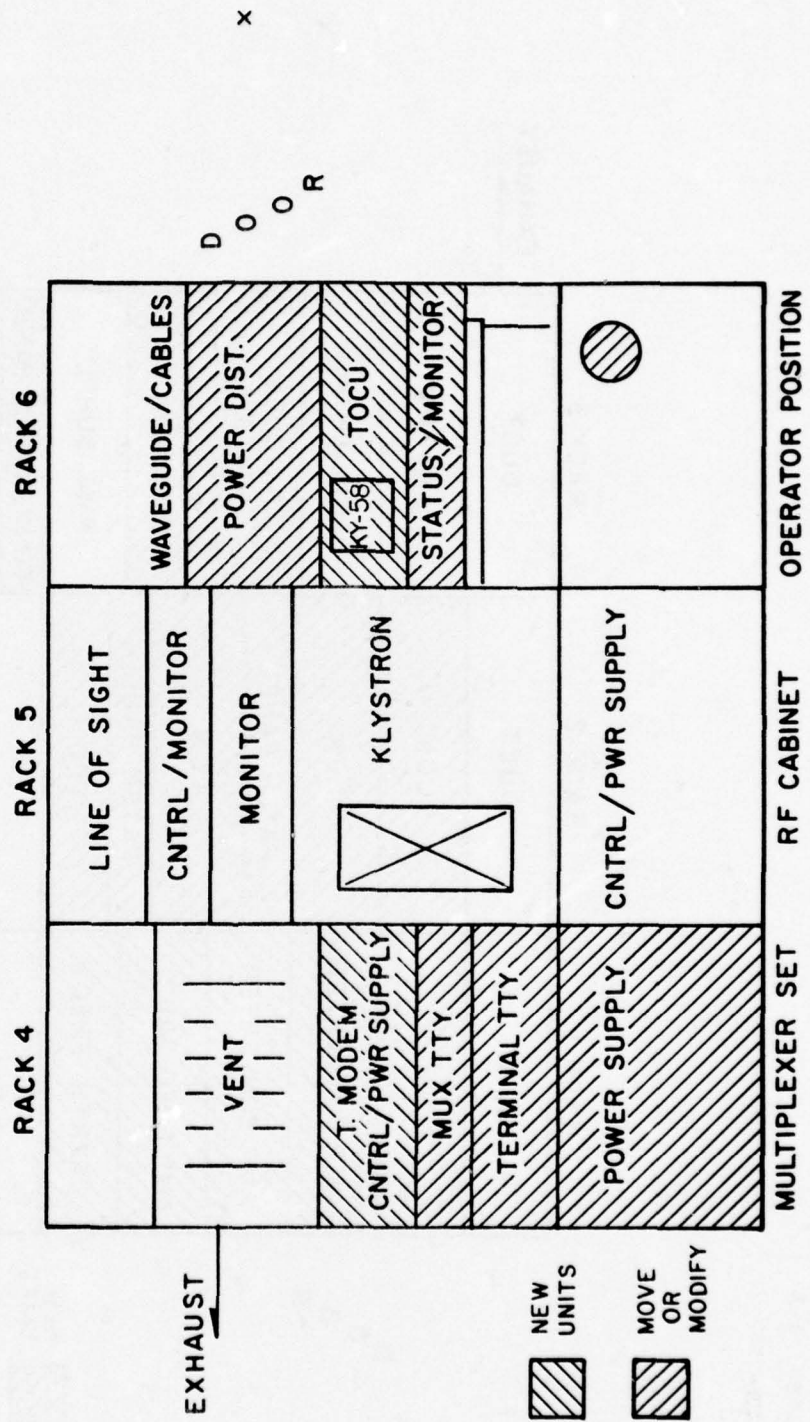 RACK 4
RACK 5
RACK 6
VENT
T. MODEM
CNTRL/PWR SUPPLY
MUX TTY
TERMINAL TTY
POWER SUPPLY
MULTIPLEXER SET
LINE OF SIGHT
CNTRL/MONITOR
MONITOR
KLYSTRON
CNTRL/PWR SUPPLY
RF CABINET
WAVEGUIDE/CABLES
POWER DIST.
KY-58
TOCU
STATUS/MONITOR
OPERATOR POSITION
DOOR
x
EXHAUST
NEW
UNITS
MOVE
OR
MODIFY